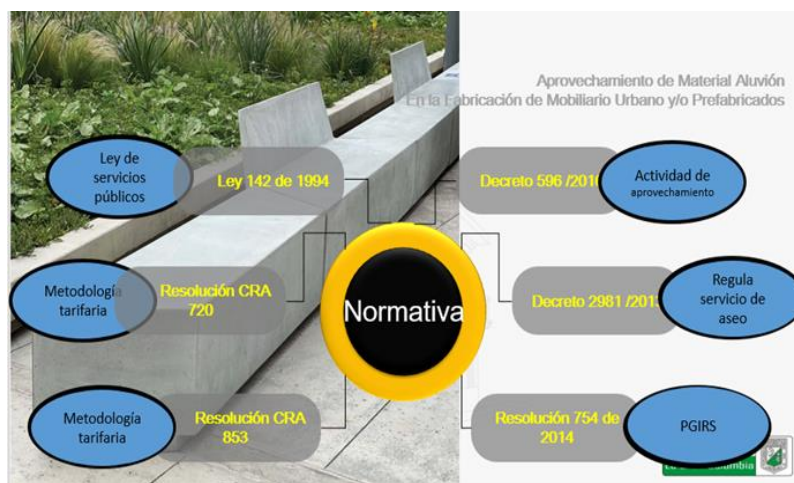 Aprovechamiento de Material Aluvión
En la Fabricación de Mobiliario Urbano y/o Prefabricados
Ley de
servicios
públicos
Ley 142 de 1994
Decreto 596 /2016
Actividad de
aprovechamiento
Metodología
tarifaria
Resolución CRA
720
Normativa
Decreto 2981 /2013
Regula
servicio de
aseo
Metodología
tarifaria
Resolución CRA
853
Resolución 754 de
2014
PGIRS